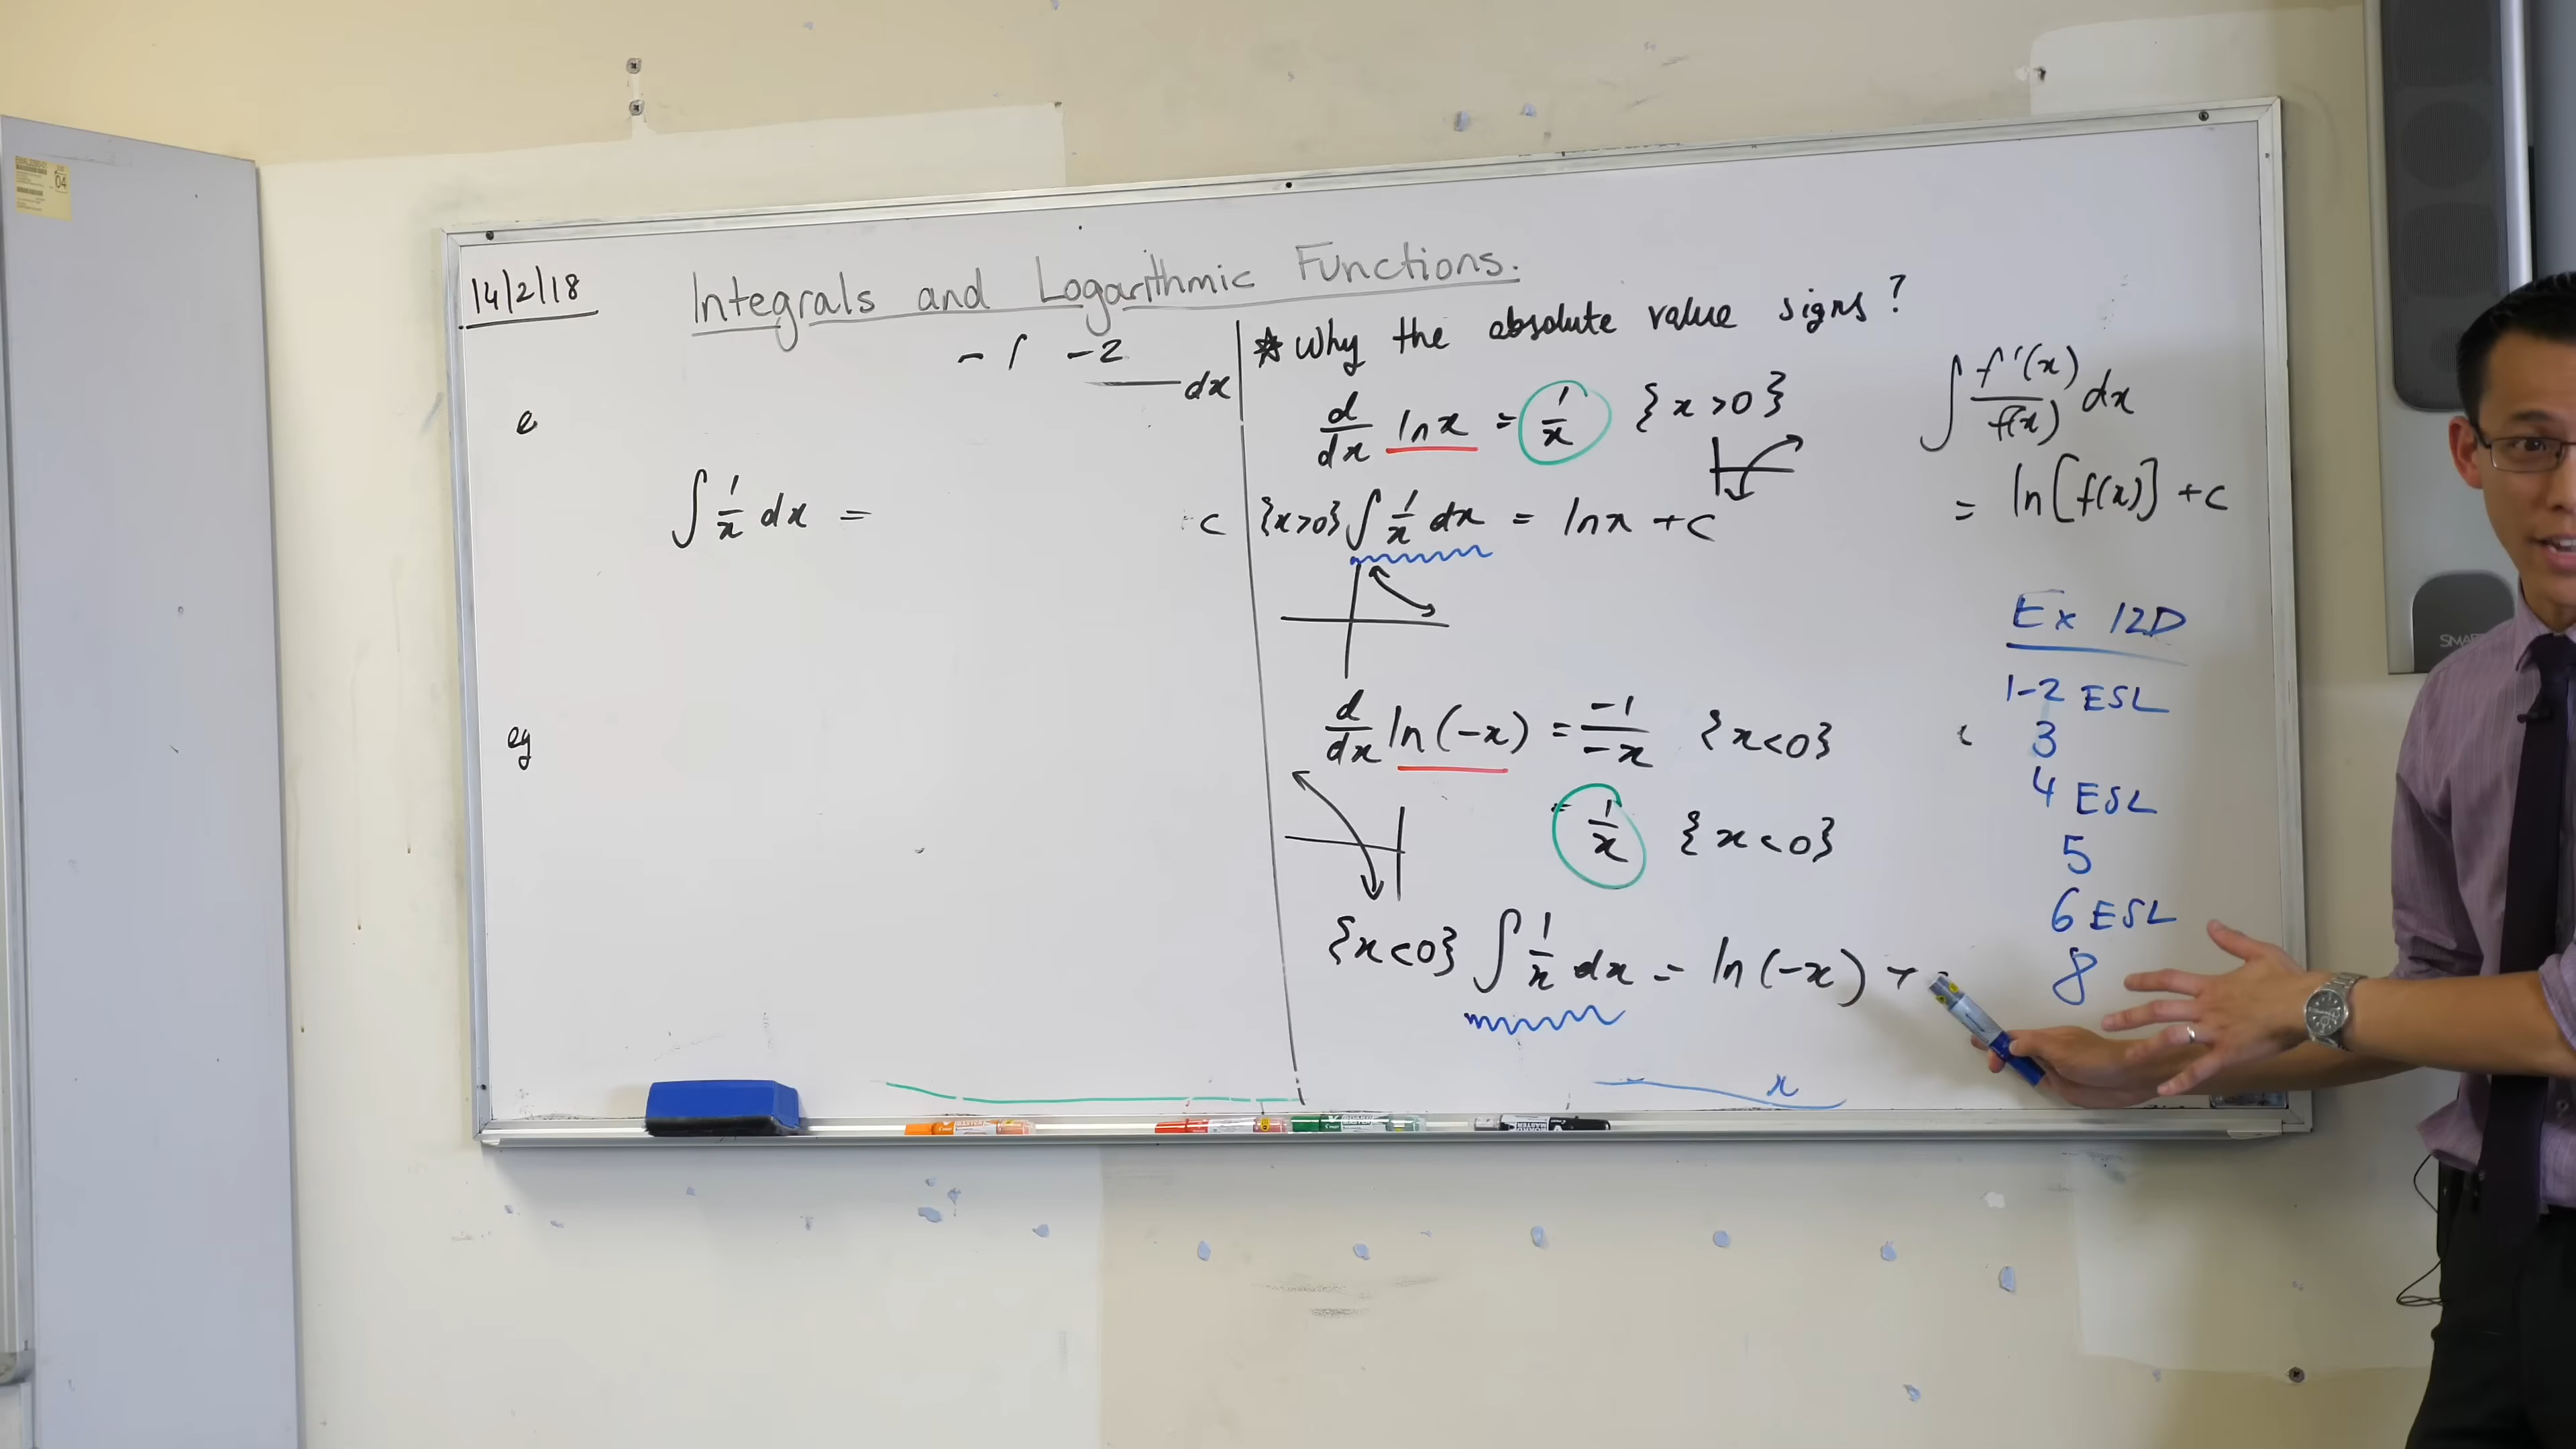 14/2/18
Integrals and Logarithmic Functions.
- ∫ -2 dx
e
∫ 1/x dx =
c
eg
* Why the absolute value signs?
d/dx ln x = 1/x {x>0}
{x>0} ∫ 1/x dx = ln x + c
d/dx ln(-x) = -1/-x {x<0}
= 1/x {x<0}
{x<0} ∫ 1/x dx = ln(-x) +
x
∫ f'(x)/f(x) dx
= ln[f(x)] + c
Ex 12D
1-2 ESL
3
4 ESL
5
6 ESL
8
04